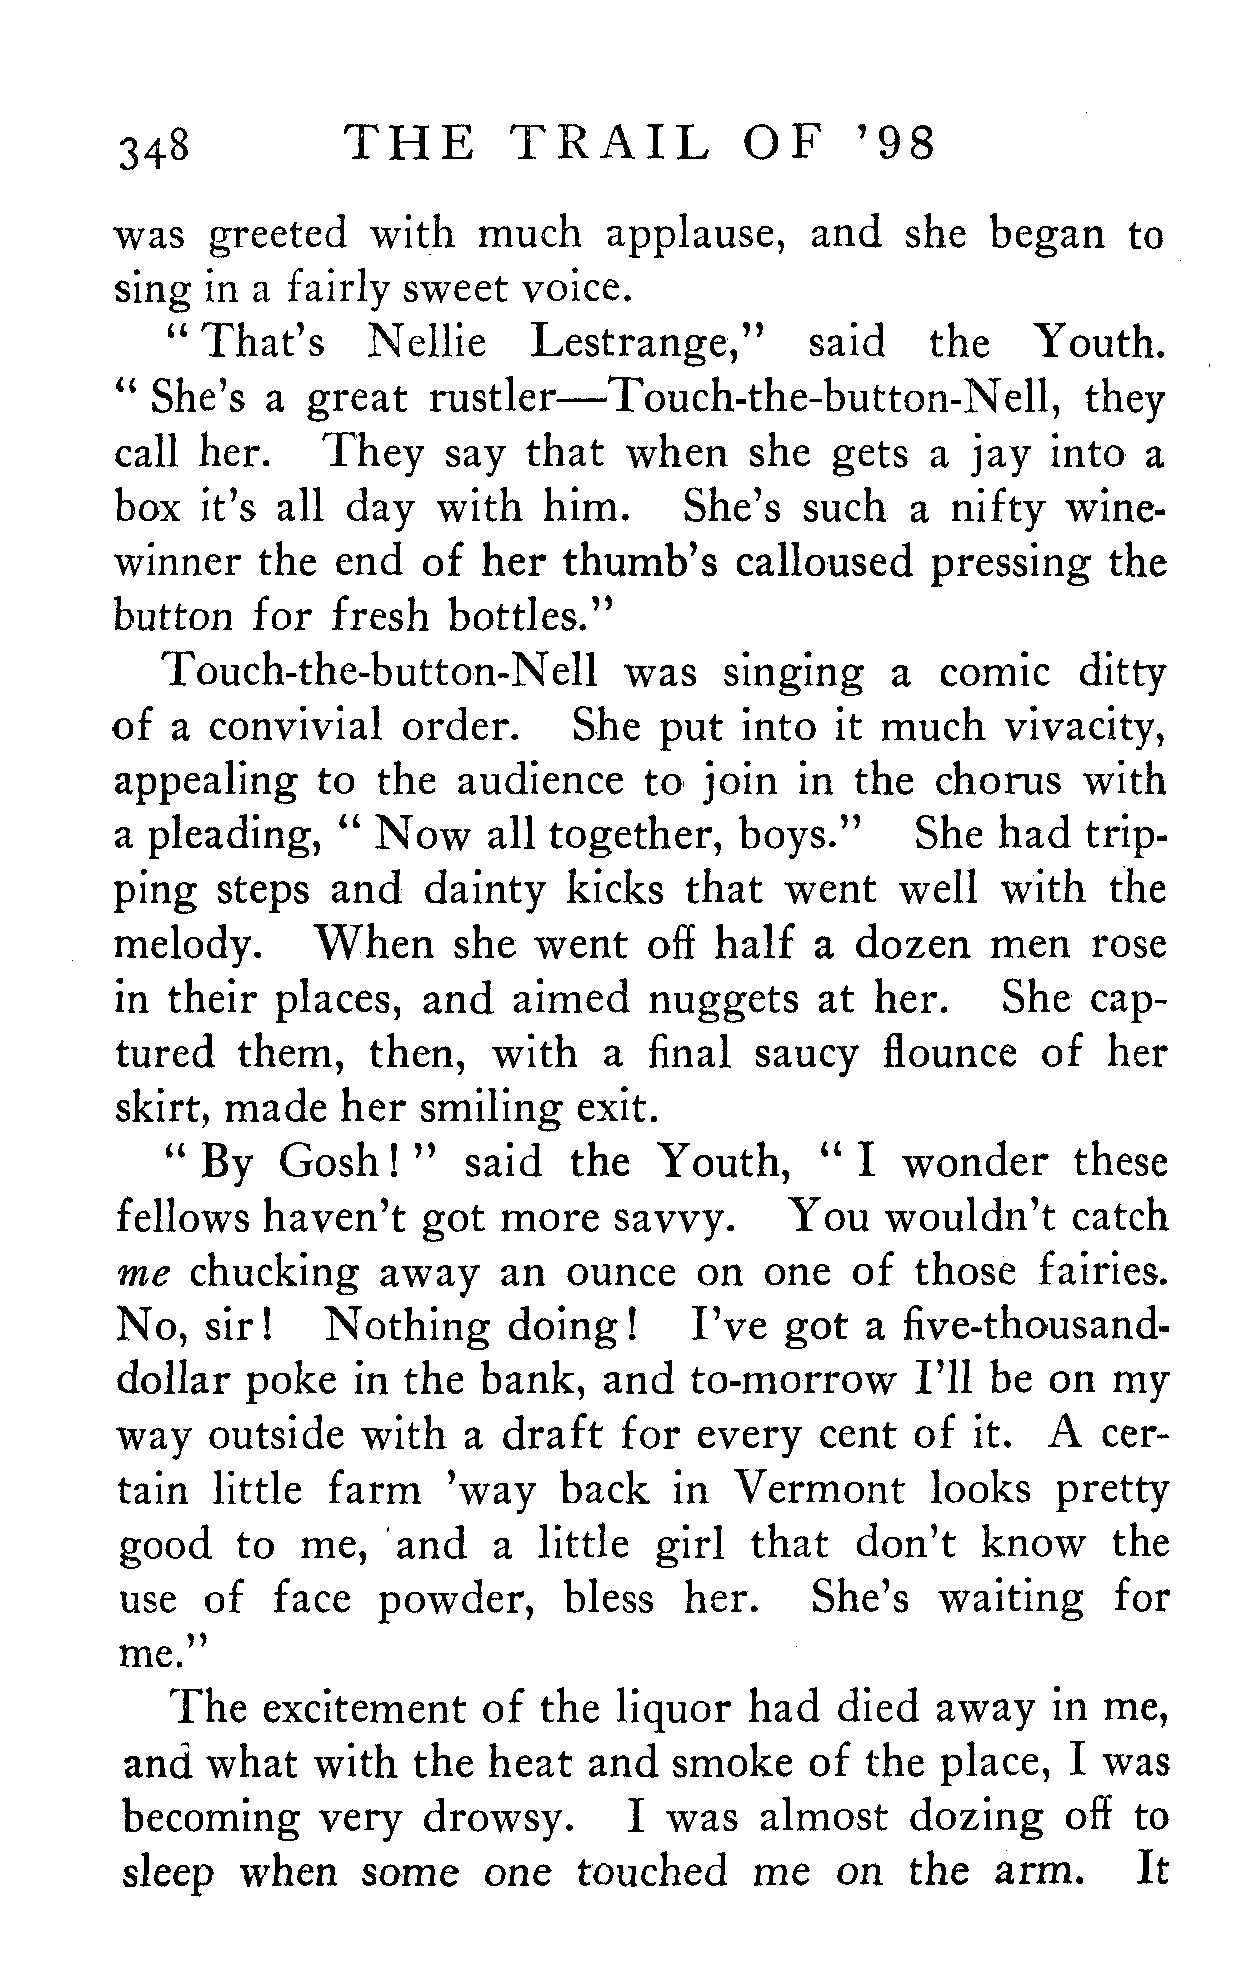 348 THE TRAIL OF '98
was greeted with much applause, and she began to
sing in a fairly sweet voice.
“ That's Nellie Lestrange,” said the Youth.
“ She's a great rustler—Touch-the-button-Nell, they
call her. They say that when she gets a jay into a
box it's all day with him. She's such a nifty wine-
winner the end of her thumb's calloused pressing the
button for fresh bottles.”
Touch-the-button-Nell was singing a comic ditty
of a convivial order. She put into it much vivacity,
appealing to the audience to join in the chorus with
a pleading, “ Now all together, boys.” She had trip-
ping steps and dainty kicks that went well with the
melody. When she went off half a dozen men rose
in their places, and aimed nuggets at her. She cap-
tured them, then, with a final saucy flounce of her
skirt, made her smiling exit.
“ By Gosh! ” said the Youth, “ I wonder these
fellows haven't got more savvy. You wouldn't catch
me chucking away an ounce on one of those fairies.
No, sir! Nothing doing! I've got a five-thousand-
dollar poke in the bank, and to-morrow I'll be on my
way outside with a draft for every cent of it. A cer-
tain little farm 'way back in Vermont looks pretty
good to me, and a little girl that don't know the
use of face powder, bless her. She's waiting for
me.”
The excitement of the liquor had died away in me,
and what with the heat and smoke of the place, I was
becoming very drowsy. I was almost dozing off to
sleep when some one touched me on the arm. It